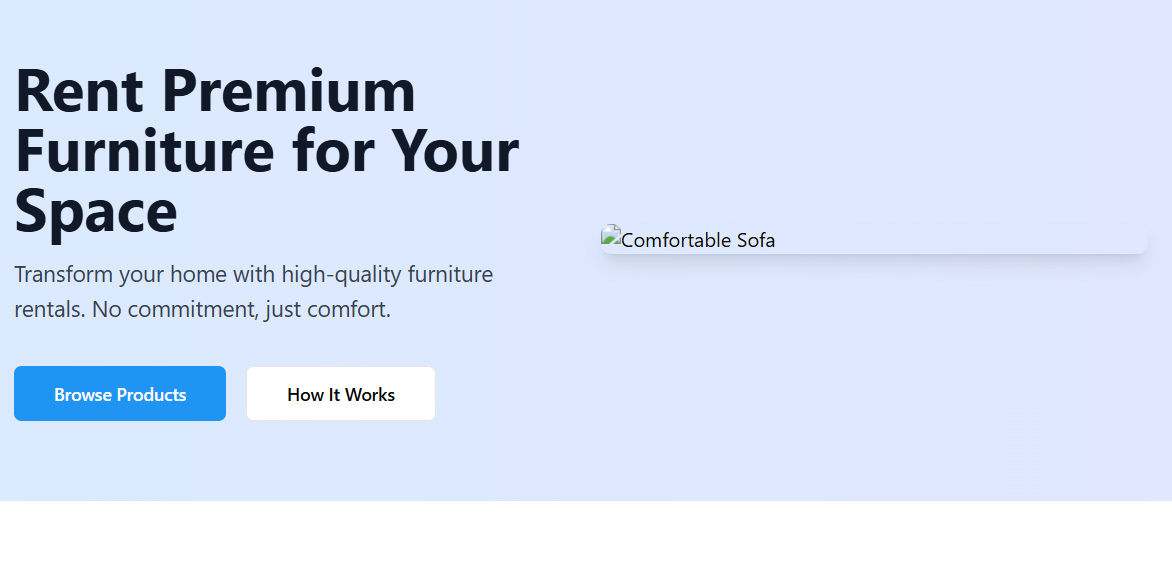 Rent Premium
Furniture for Your
Space
Transform your home with high-quality furniture
rentals. No commitment, just comfort.
Comfortable Sofa
Browse Products
How It Works